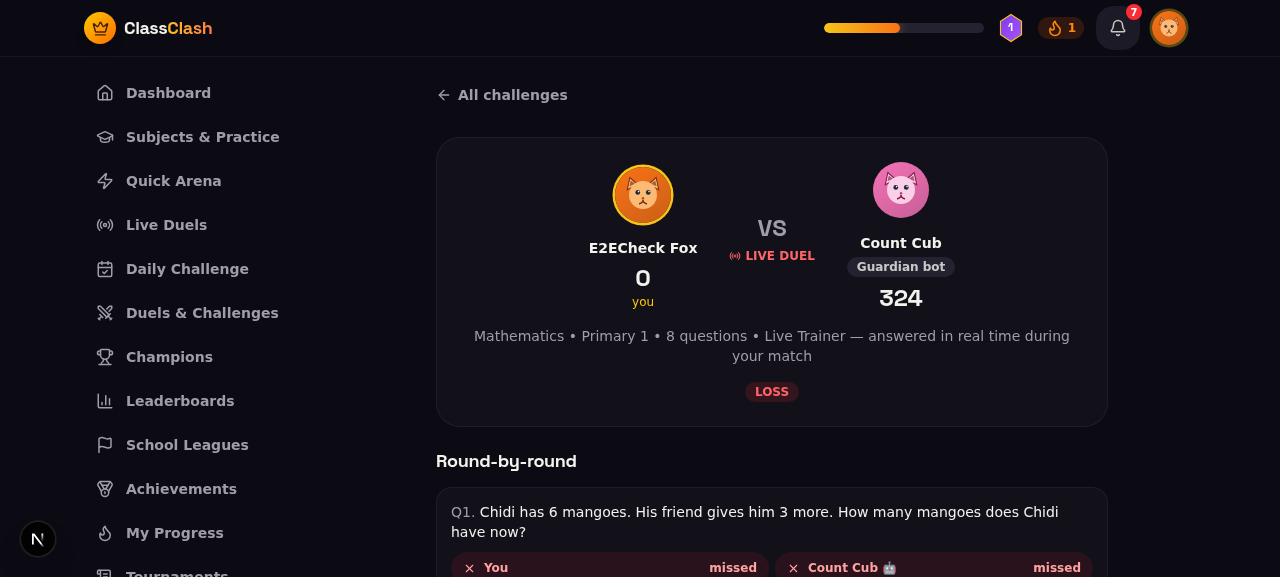 ClassClash
1
1
7
Dashboard
Subjects & Practice
Quick Arena
Live Duels
Daily Challenge
Duels & Challenges
Champions
Leaderboards
School Leagues
Achievements
My Progress
Tournaments
N
All challenges
E2ECheck Fox
0
you
VS
LIVE DUEL
Count Cub
Guardian bot
324
Mathematics • Primary 1 • 8 questions • Live Trainer — answered in real time during
your match
LOSS
Round-by-round
Q1. Chidi has 6 mangoes. His friend gives him 3 more. How many mangoes does Chidi
have now?
You missed
Count Cub 🤖 missed